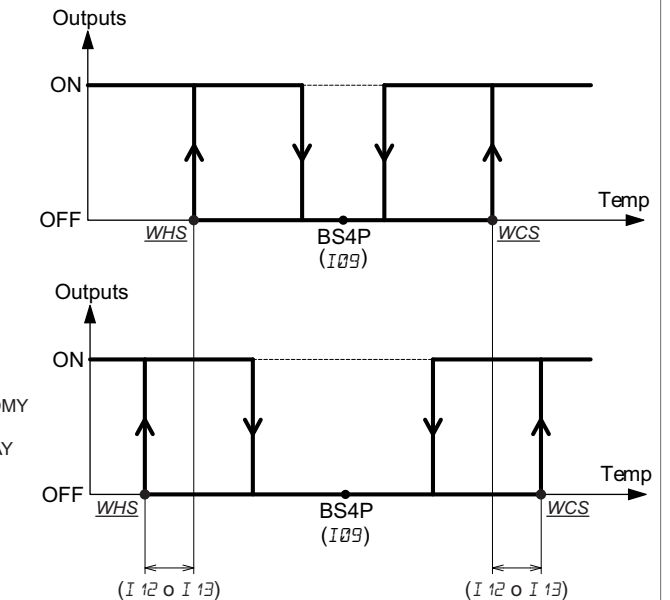 Outputs
ON
OFF
Temp
WHS
BS4P
WCS
(I09)
Outputs
ON
OFF
Temp
WHS
BS4P
WCS
(I09)
(I 12 o I 13)
(I 12 o I 13)